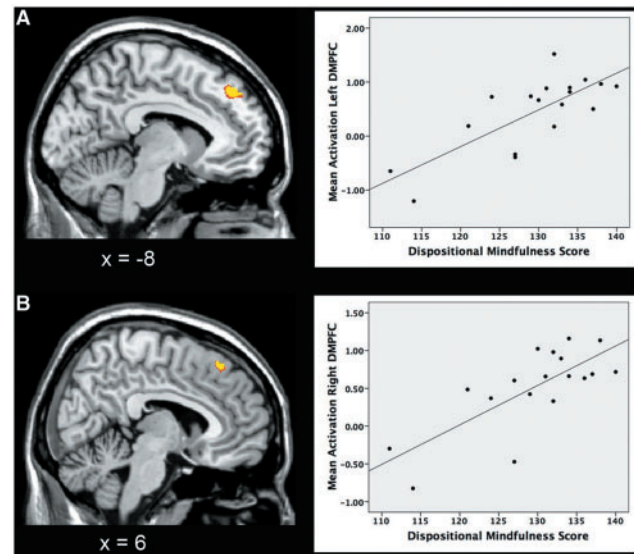 A
x = -8
Mean Activation Left DMPFC
2.00
1.00
0.00
-1.00
110 115 120 125 130 135 140
Dispositional Mindfulness Score
B
x = 6
Mean Activation Right DMPFC
1.50
1.00
0.50
0.00
-0.50
-1.00
110 115 120 125 130 135 140
Dispositional Mindfulness Score